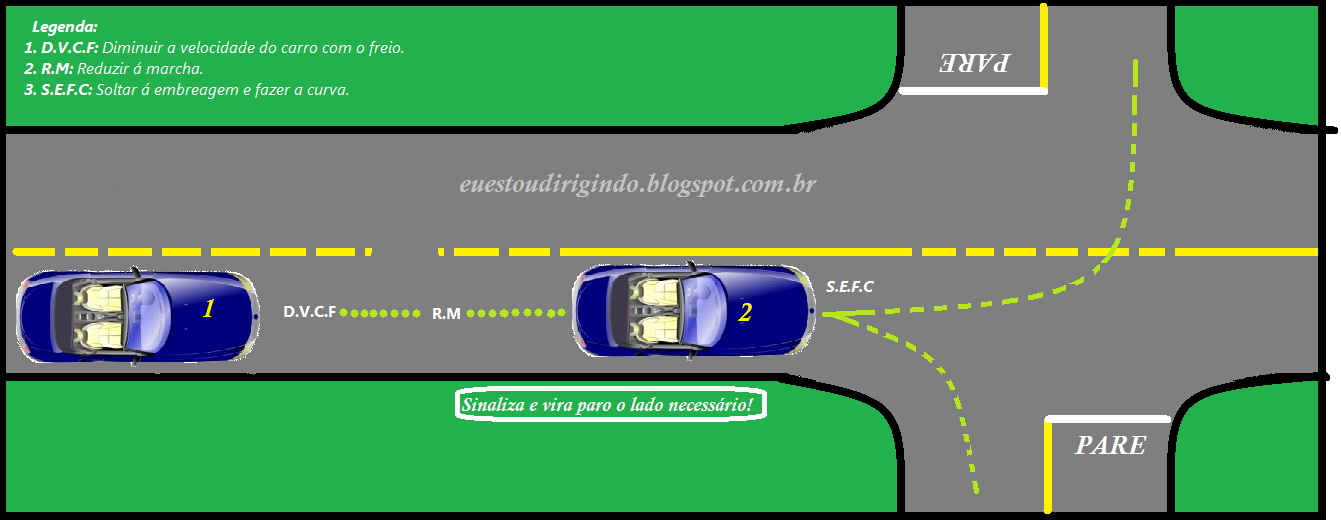 Legenda:
1. D.V.C.F: Diminuir a velocidade do carro com o freio.
2. R.M: Reduzir á marcha.
3. S.E.F.C: Soltar á embreagem e fazer a curva.
PARE
euestoudirigindo.blogspot.com.br
S.E.F.C
1
D.V.C.F
R.M
2
Sinaliza e vira paro o lado necessário!
PARE